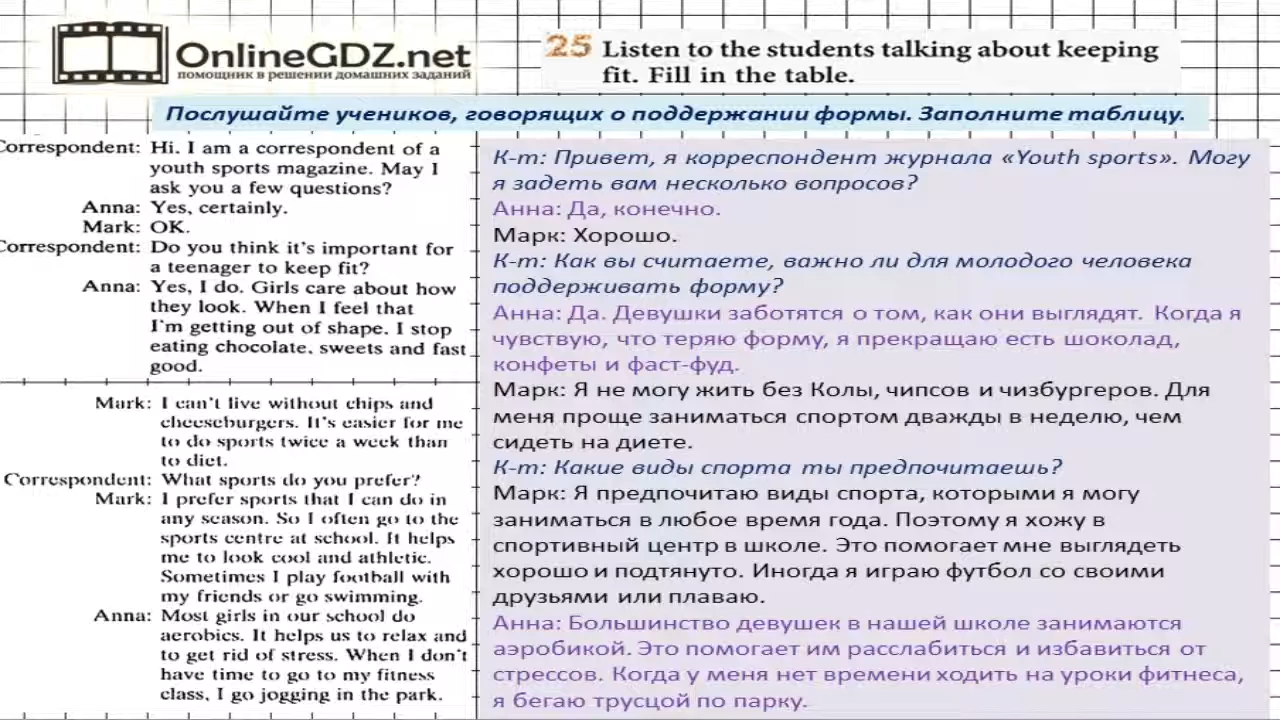 OnlineGDZ.net
помощник в решении домашних заданий
25 Listen to the students talking about keeping
fit. Fill in the table.
Послушайте учеников, говорящих о поддержании формы. Заполните таблицу.
Correspondent: Hi. I am a correspondent of a
youth sports magazine. May I
ask you a few questions?
Anna: Yes, certainly.
Mark: OK.
Correspondent: Do you think it's important for
a teenager to keep fit?
Anna: Yes, I do. Girls care about how
they look. When I feel that
I'm getting out of shape, I stop
eating chocolate, sweets and fast
good.
Mark: I can't live without chips and
cheeseburgers. It's easier for me
to do sports twice a week than
to diet.
Correspondent: What sports do you prefer?
Mark: I prefer sports that I can do in
any season. So I often go to the
sports centre at school. It helps
me to look cool and athletic.
Sometimes I play football with
my friends or go swimming.
Anna: Most girls in our school do
aerobics. It helps us to relax and
to get rid of stress. When I don't
have time to go to my fitness
class, I go jogging in the park.
К-т: Привет, я корреспондент журнала «Youth sports». Могу
я задеть вам несколько вопросов?
Анна: Да, конечно.
Марк: Хорошо.
К-т: Как вы считаете, важно ли для молодого человека
поддерживать форму?
Анна: Да. Девушки заботятся о том, как они выглядят. Когда я
чувствую, что теряю форму, я прекращаю есть шоколад,
конфеты и фаст-фуд.
Марк: Я не могу жить без Колы, чипсов и чизбургеров. Для
меня проще заниматься спортом дважды в неделю, чем
сидеть на диете.
К-т: Какие виды спорта ты предпочитаешь?
Марк: Я предпочитаю виды спорта, которыми я могу
заниматься в любое время года. Поэтому я хожу в
спортивный центр в школе. Это помогает мне выглядеть
хорошо и подтянуто. Иногда я играю футбол со своими
друзьями или плаваю.
Анна: Большинство девушек в нашей школе занимаются
аэробикой. Это помогает им расслабиться и избавиться от
стрессов. Когда у меня нет времени ходить на уроки фитнеса,
я бегаю трусцой по парку.